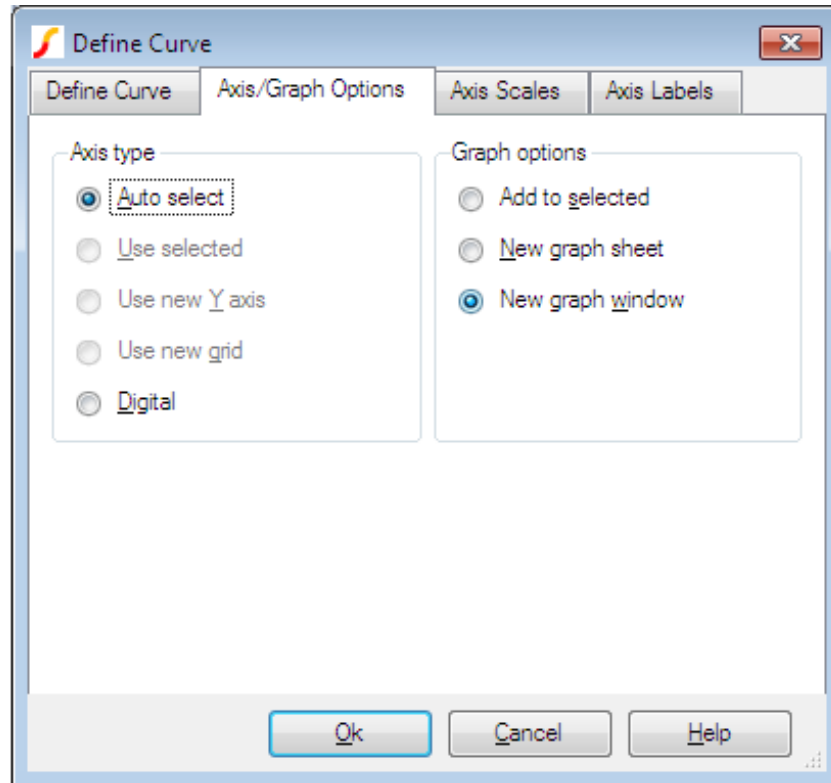 Define Curve
Define Curve Axis/Graph Options Axis Scales Axis Labels
Axis type
Auto select
Use selected
Use new Y axis
Use new grid
Digital
Graph options
Add to selected
New graph sheet
New graph window
Ok Cancel Help